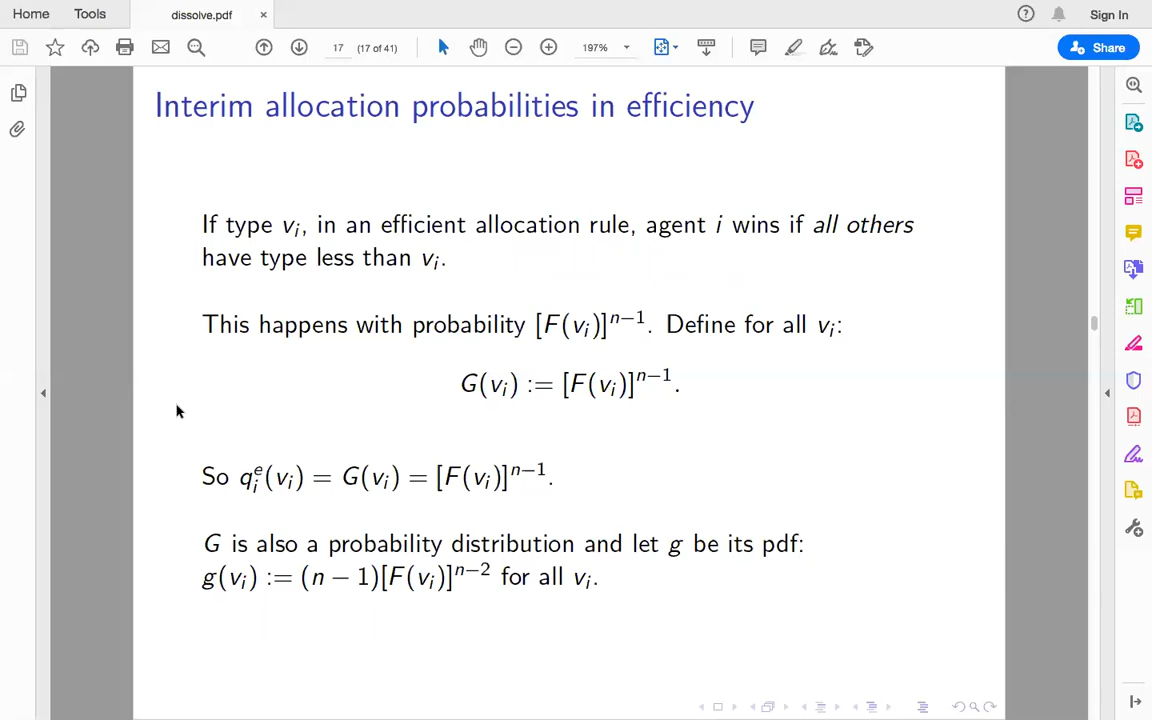 Home Tools dissolve.pdf × Sign In
17 (17 of 41) 197% Share
Interim allocation probabilities in efficiency
If type vᵢ, in an efficient allocation rule, agent i wins if all others
have type less than vᵢ.
This happens with probability [F(vᵢ)]ⁿ⁻¹. Define for all vᵢ:
G(vᵢ) := [F(vᵢ)]ⁿ⁻¹.
So qᵢᵉ(vᵢ) = G(vᵢ) = [F(vᵢ)]ⁿ⁻¹.
G is also a probability distribution and let g be its pdf:
g(vᵢ) := (n − 1)[F(vᵢ)]ⁿ⁻² for all vᵢ.